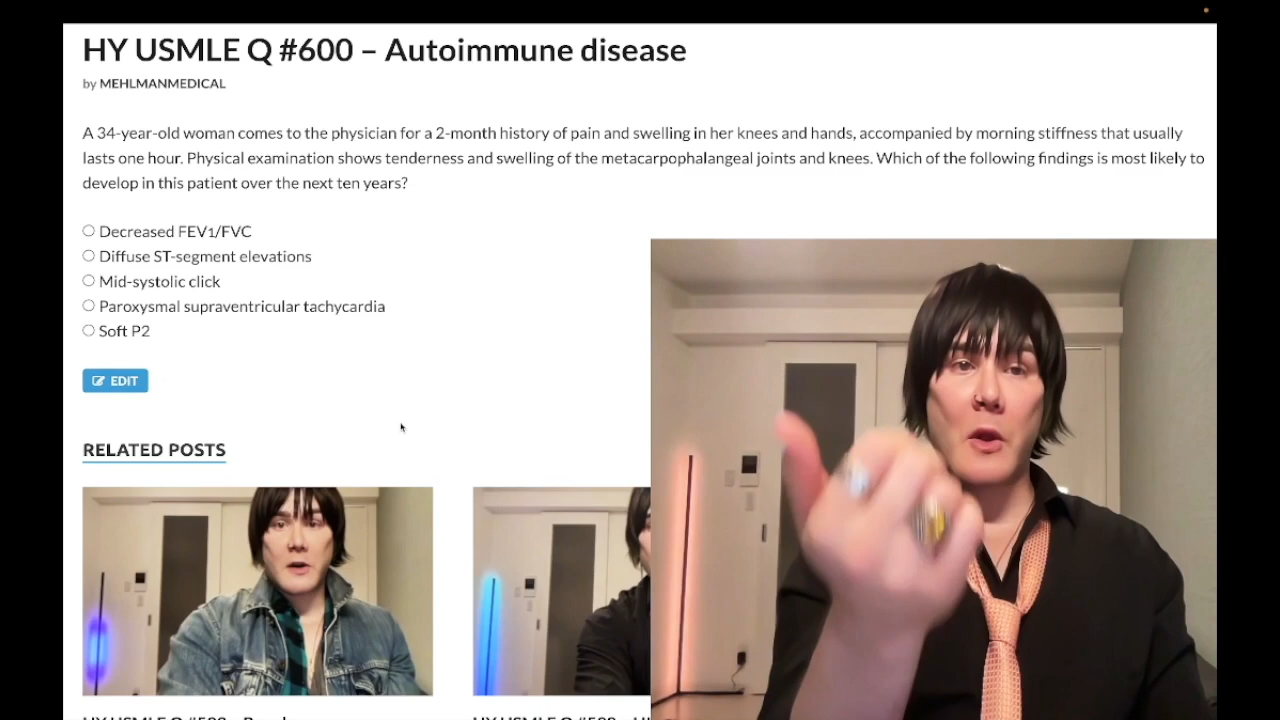 HY USMLE Q #600 – Autoimmune disease
by MEHLMANMEDICAL
A 34-year-old woman comes to the physician for a 2-month history of pain and swelling in her knees and hands, accompanied by morning stiffness that usually
lasts one hour. Physical examination shows tenderness and swelling of the metacarpophalangeal joints and knees. Which of the following findings is most likely to
develop in this patient over the next ten years?
Decreased FEV1/FVC
Diffuse ST-segment elevations
Mid-systolic click
Paroxysmal supraventricular tachycardia
Soft P2
EDIT
RELATED POSTS